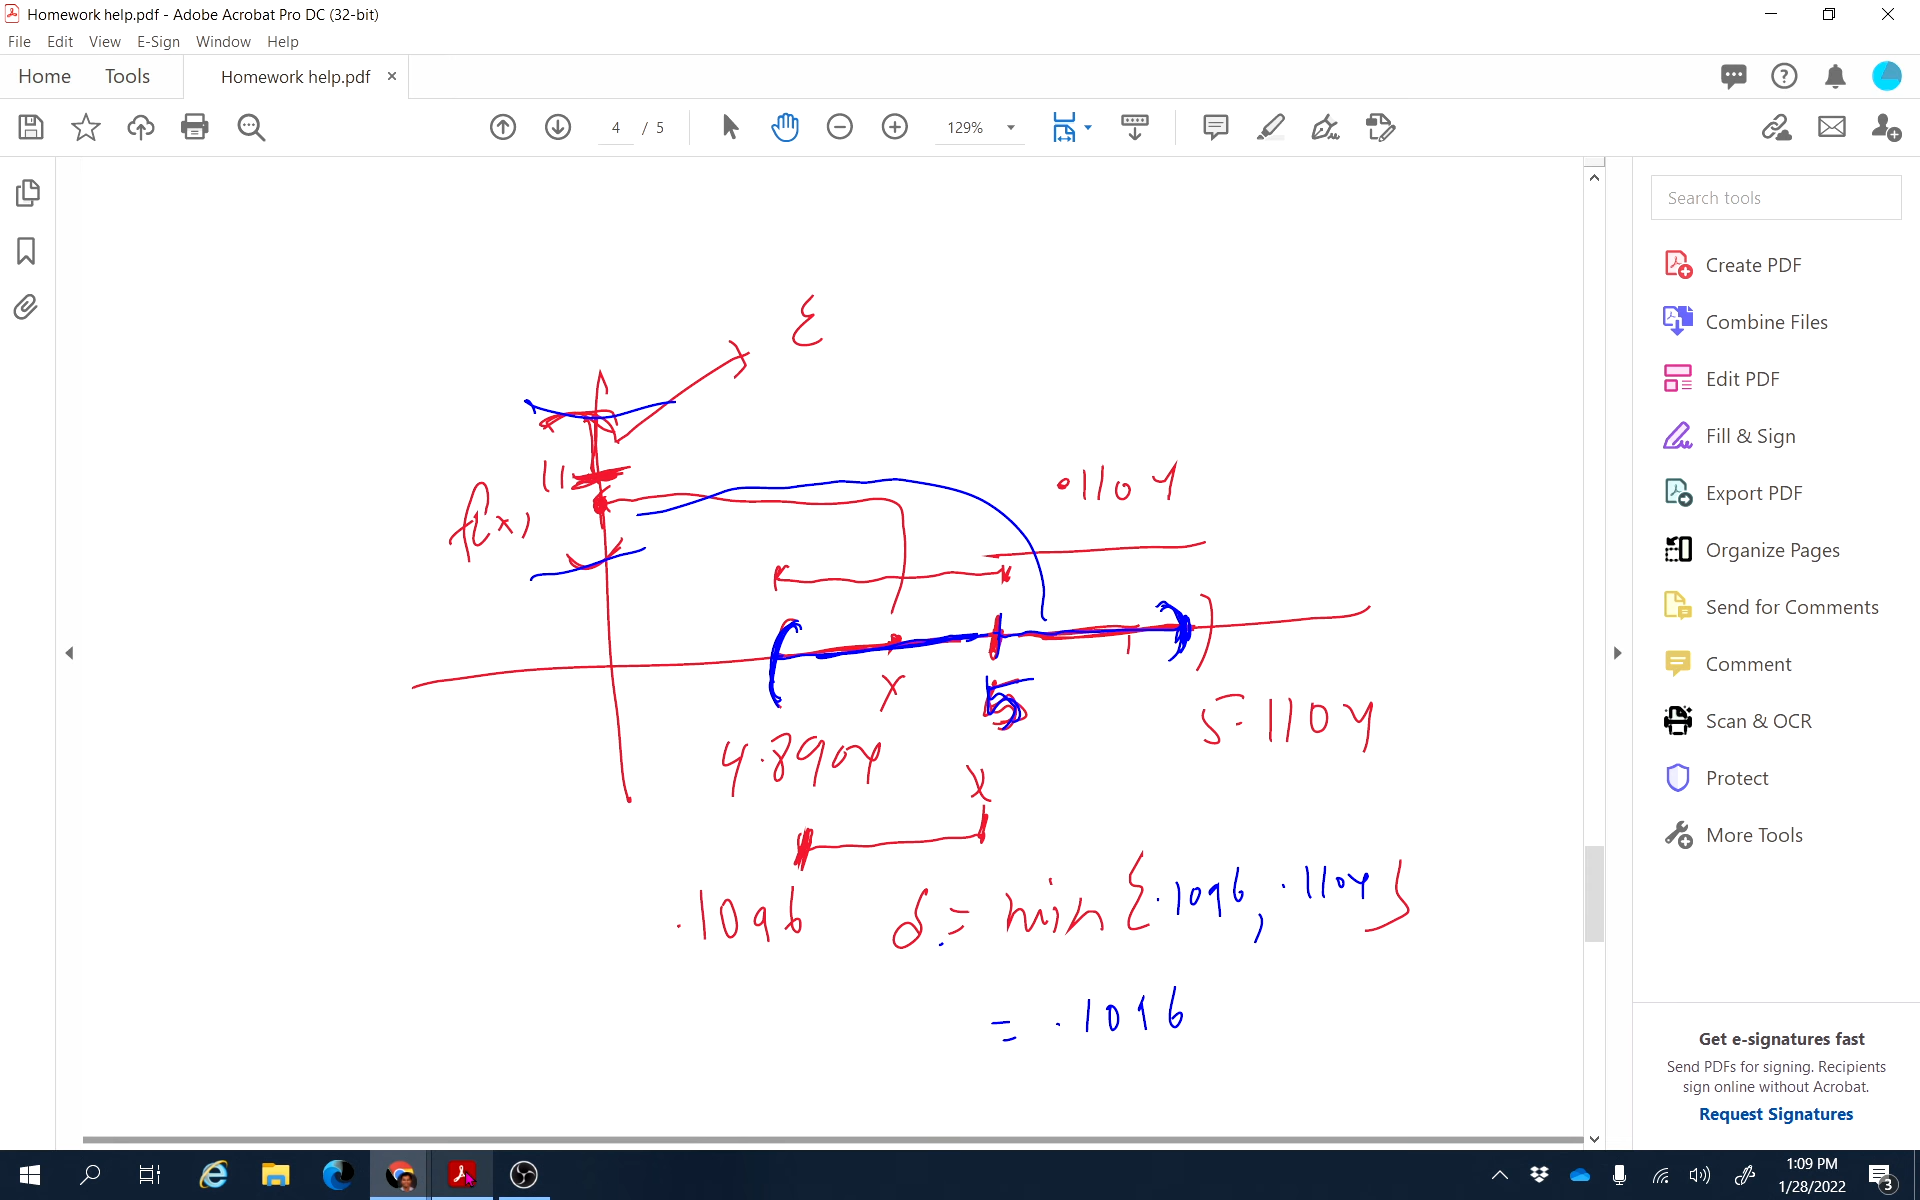 Homework help.pdf - Adobe Acrobat Pro DC (32-bit)
File Edit View E-Sign Window Help
Home Tools Homework help.pdf ×
4 / 5 129%
Search tools
Create PDF
Combine Files
Edit PDF
Fill & Sign
Export PDF
Organize Pages
Send for Comments
Comment
Scan & OCR
Protect
More Tools
Get e-signatures fast
Send PDFs for signing. Recipients
sign online without Acrobat.
Request Signatures
ε
11
.1104
f(x)
x
5
5.1104
4.8904
x
.1096
δ = min {.1096, .1104}
= .1096
1:09 PM
1/28/2022
3